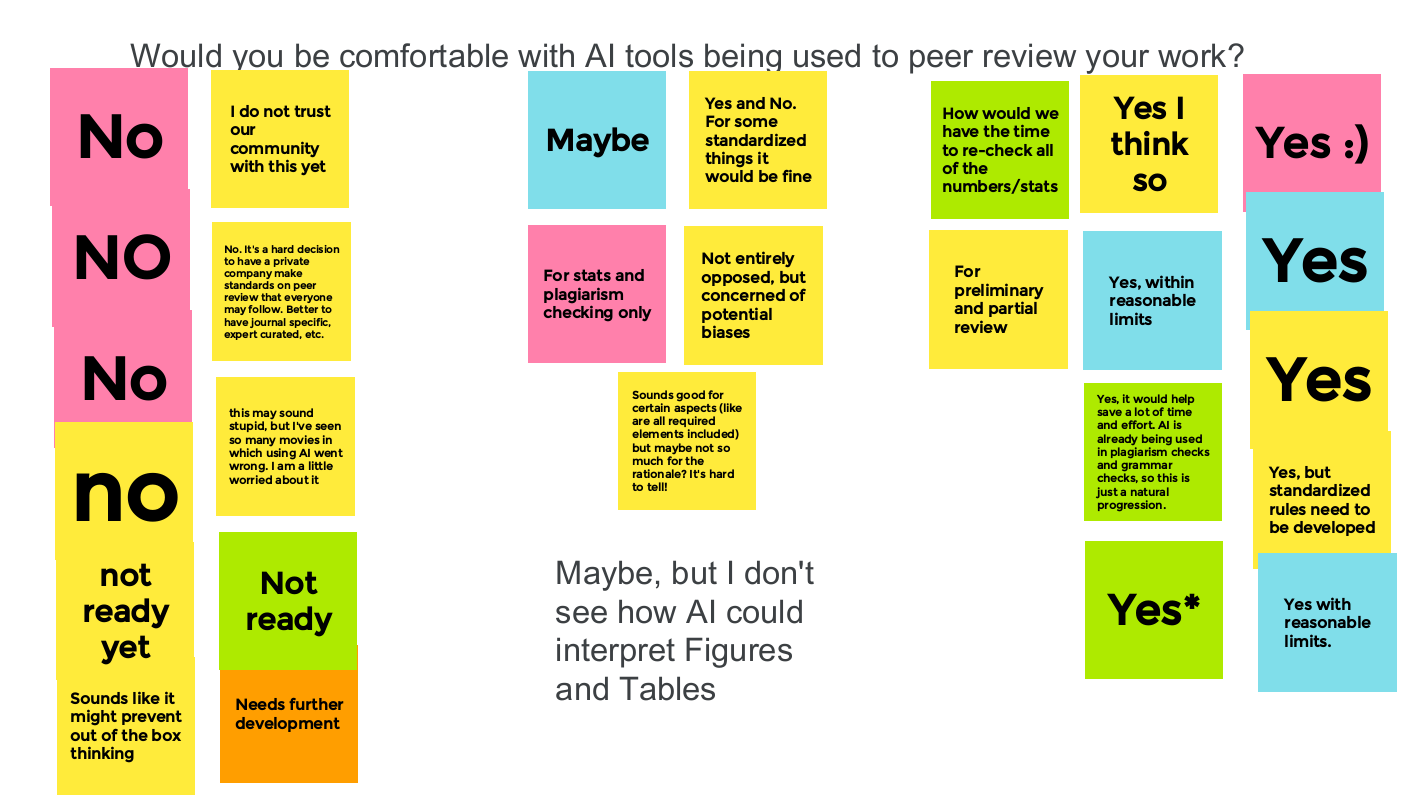 Would you be comfortable with AI tools being used to peer review your work?
No
NO
No
no
not
ready
yet
Sounds like it
might prevent
out of the box
thinking
I do not trust
our
community
with this yet
No. It's a hard decision
to have a private
company make
standards on peer
review that everyone
may follow. Better to
have journal specific,
expert curated, etc.
this may sound
stupid, but I've seen
so many movies in
which using AI went
wrong. I am a little
worried about it
Not
ready
Needs further
development
Maybe
Yes and No.
For some
standardized
things it
would be fine
For stats and
plagiarism
checking only
Not entirely
opposed, but
concerned of
potential
biases
Sounds good for
certain aspects (like
are all required
elements included)
but maybe not so
much for the
rationale? It's hard
to tell!
Maybe, but I don't
see how AI could
interpret Figures
and Tables
How would we
have the time
to re-check all
of the
numbers/stats
For
preliminary
and partial
review
Yes I
think
so
Yes, within
reasonable
limits
Yes, it would help
save a lot of time
and effort. AI is
already being used
in plagiarism checks
and grammar
checks, so this is
just a natural
progression.
Yes*
Yes :)
Yes
Yes
Yes, but
standardized
rules need to
be developed
Yes with
reasonable
limits.